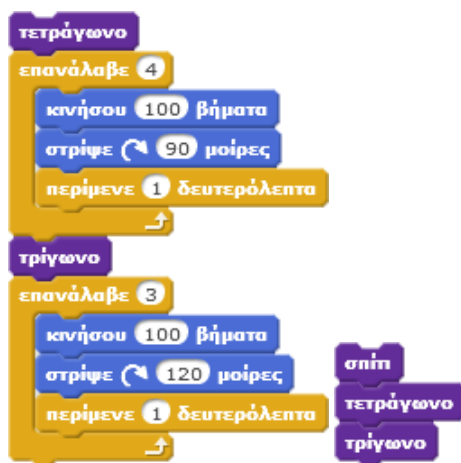 τετράγωνο
επανάλαβε 4
κινήσου 100 βήματα
στρίψε 90 μοίρες
περίμενε 1 δευτερόλεπτα
τρίγωνο
επανάλαβε 3
κινήσου 100 βήματα
στρίψε 120 μοίρες
περίμενε 1 δευτερόλεπτα
σπίτι
τετράγωνο
τρίγωνο